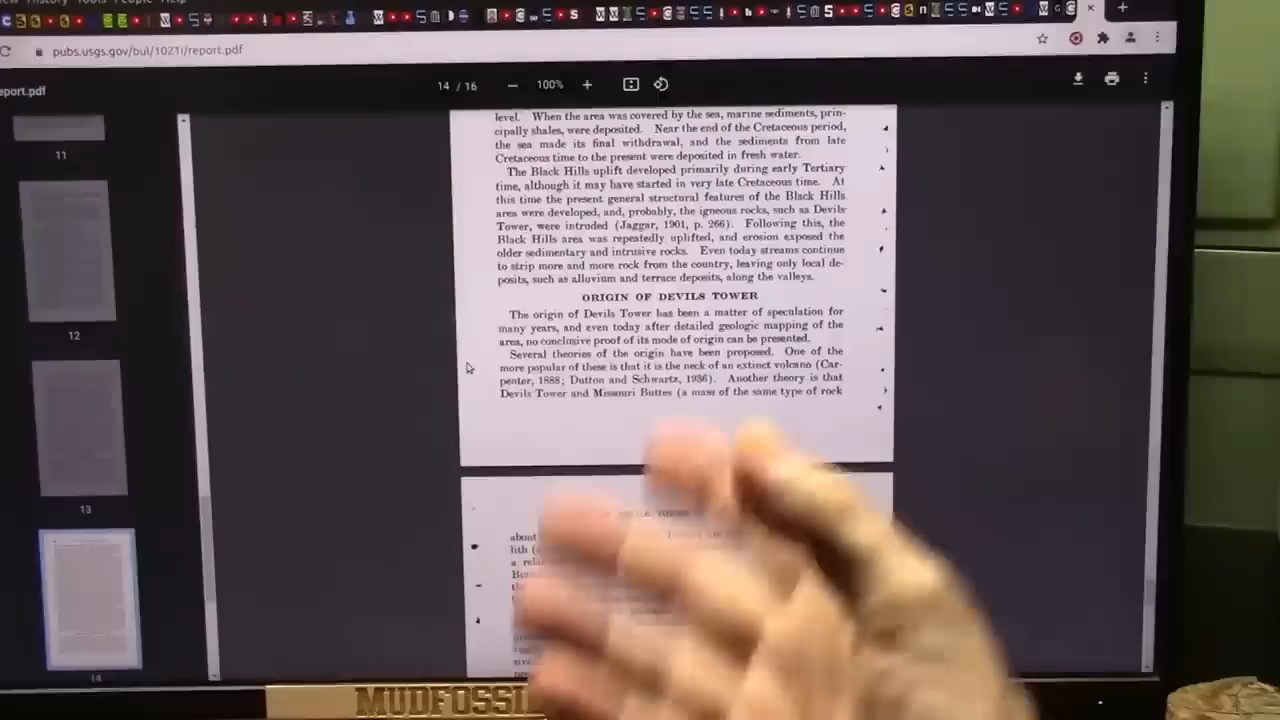 view History Tools People Help
pubs.usgs.gov/bul/1021i/report.pdf
eport.pdf
14 / 16
100%
11
12
13
14
level. When the area was covered by the sea, marine sediments, prin-
cipally shales, were deposited. Near the end of the Cretaceous period,
the sea made its final withdrawal, and the sediments from late
Cretaceous time to the present were deposited in fresh water.
The Black Hills uplift developed primarily during early Tertiary
time, although it may have started in very late Cretaceous time. At
this time the present general structural features of the Black Hills
area were developed, and, probably, the igneous rocks, such as Devils
Tower, were intruded (Jaggar, 1901, p. 266). Following this, the
Black Hills area was repeatedly uplifted, and erosion exposed the
older sedimentary and intrusive rocks. Even today streams continue
to strip more and more rock from the country, leaving only local de-
posits, such as alluvium and terrace deposits, along the valleys.
ORIGIN OF DEVILS TOWER
The origin of Devils Tower has been a matter of speculation for
many years, and even today after detailed geologic mapping of the
area, no conclusive proof of its mode of origin can be presented.
Several theories of the origin have been proposed. One of the
more popular of these is that it is the neck of an extinct volcano (Car-
penter, 1888; Dutton and Schwartz, 1936). Another theory is that
Devils Tower and Missouri Buttes (a mass of the same type of rock
about
lith
a
MUDFOSSI